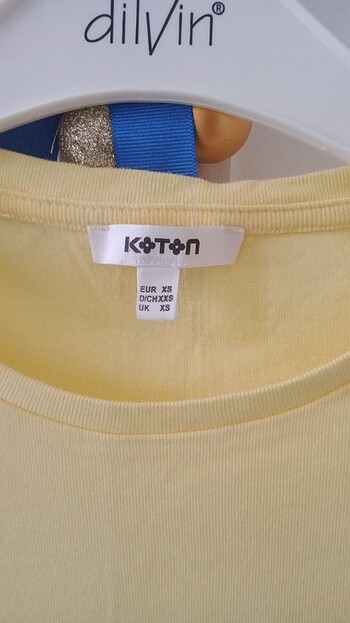 dilvin®
KOTON
EUR XS
D/CH XXS
UK XS